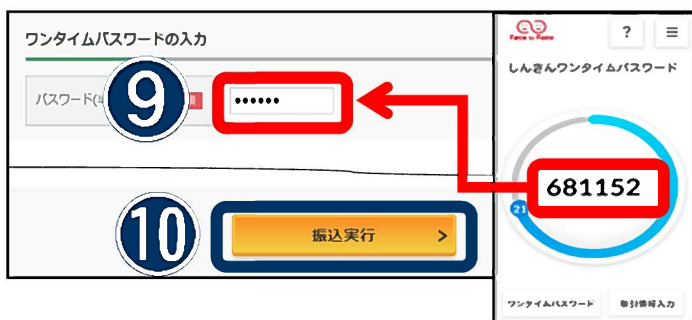 ワンタイムパスワードの入力
パスワード(
9
••••••
10
振込実行 >
Face to Face
? ≡
しんきんワンタイムパスワード
681152
21
ワンタイムパスワード 取引情報入力